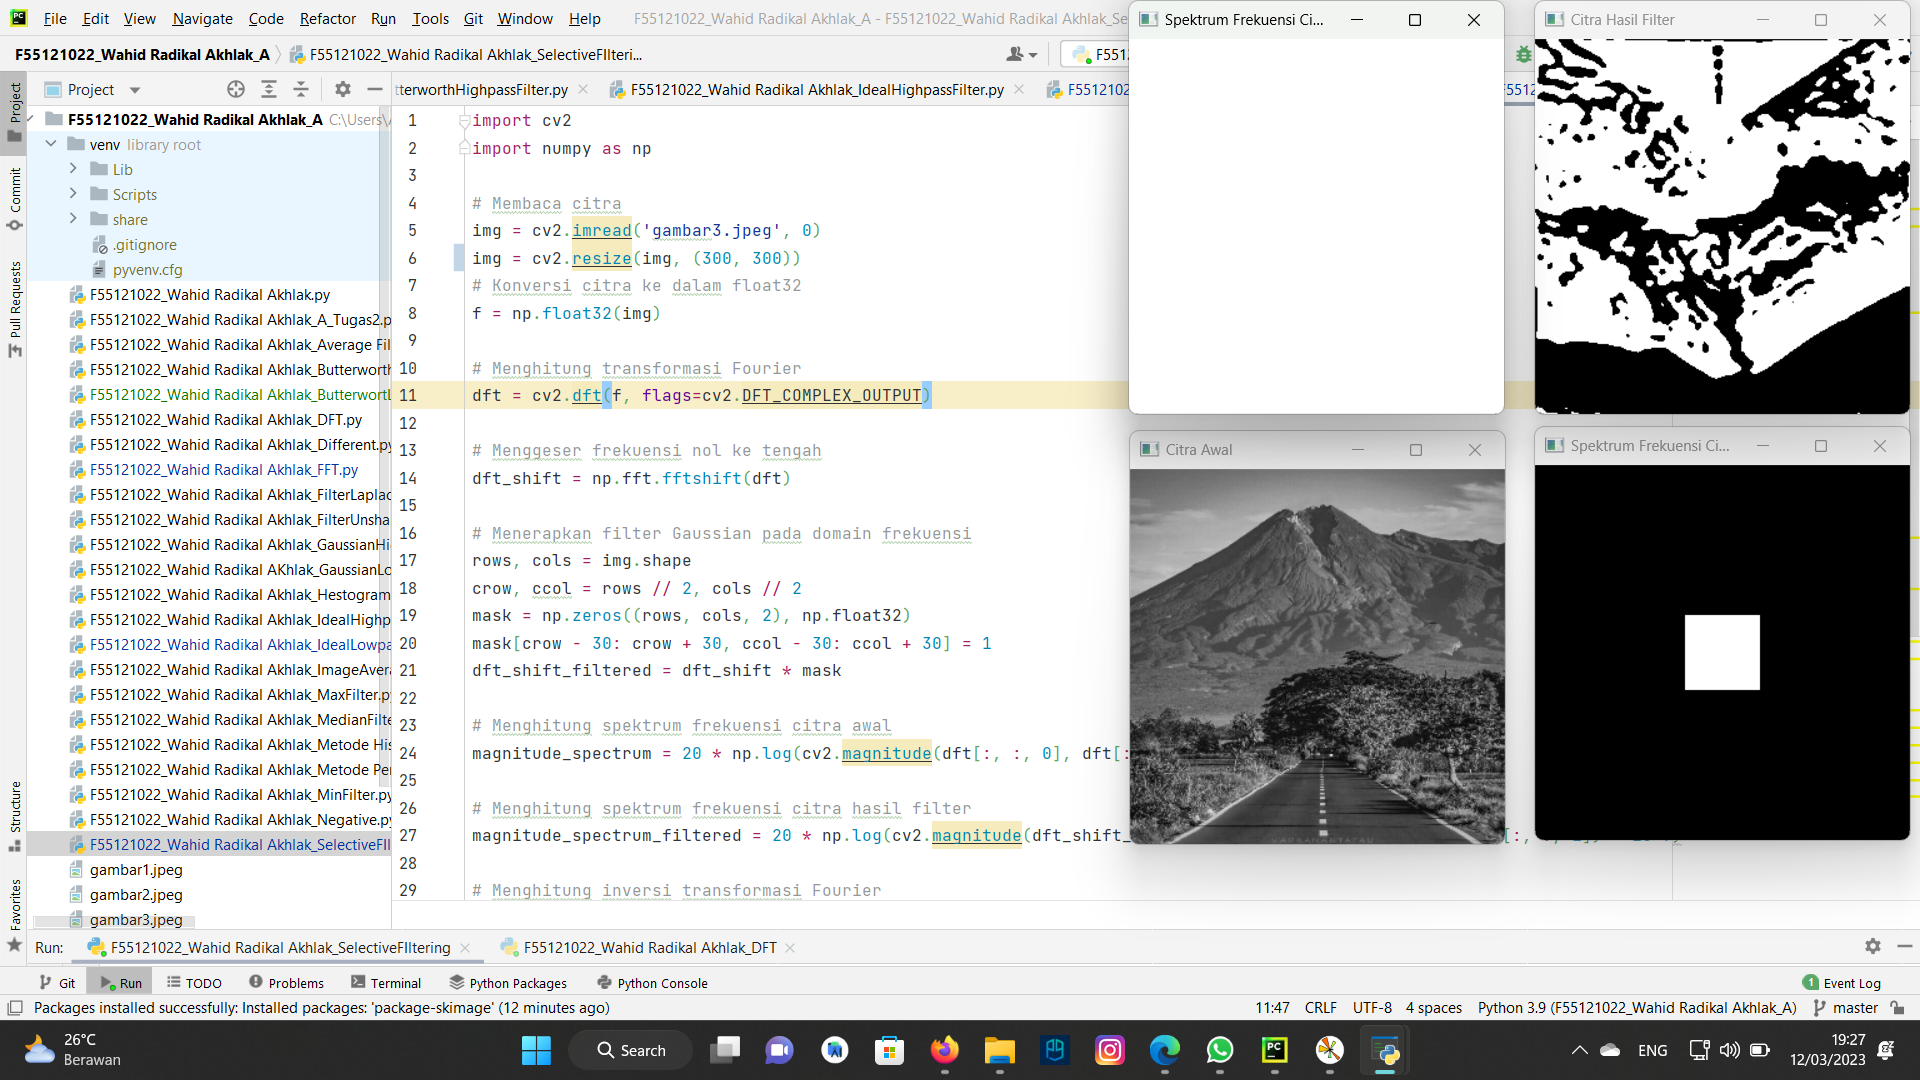 File Edit View Navigate Code Refactor Run Tools Git Window Help F55121022_Wahid Radikal Akhlak_A - F55121022_Wahid Radikal Akhlak_Se
F55121022_Wahid Radikal Akhlak_A F55121022_Wahid Radikal Akhlak_SelectiveFIlteri...
Project
tterworthHighpassFilter.py F55121022_Wahid Radikal Akhlak_IdealHighpassFilter.py
F55121022_Wahid Radikal Akhlak_A C:\Users\
venv library root
Lib
Scripts
share
.gitignore
pyvenv.cfg
F55121022_Wahid Radikal Akhlak.py
F55121022_Wahid Radikal Akhlak_A_Tugas2.p
F55121022_Wahid Radikal Akhlak_Average Fil
F55121022_Wahid Radikal Akhlak_Butterworth
F55121022_Wahid Radikal Akhlak_ButterwortL
F55121022_Wahid Radikal Akhlak_DFT.py
F55121022_Wahid Radikal Akhlak_Different.py
F55121022_Wahid Radikal Akhlak_FFT.py
F55121022_Wahid Radikal Akhlak_FilterLaplac
F55121022_Wahid Radikal Akhlak_FilterUnsha
F55121022_Wahid Radikal Akhlak_GaussianHi
F55121022_Wahid Radikal AKhlak_GaussianLo
F55121022_Wahid Radikal Akhlak_Hestogram
F55121022_Wahid Radikal Akhlak_IdealHighp
F55121022_Wahid Radikal Akhlak_IdealLowpa
F55121022_Wahid Radikal Akhlak_ImageAvera
F55121022_Wahid Radikal Akhlak_MaxFilter.py
F55121022_Wahid Radikal Akhlak_MedianFilte
F55121022_Wahid Radikal Akhlak_Metode His
F55121022_Wahid Radikal Akhlak_Metode Pe
F55121022_Wahid Radikal Akhlak_MinFilter.py
F55121022_Wahid Radikal Akhlak_Negative.py
F55121022_Wahid Radikal Akhlak_SelectiveFIl
gambar1.jpeg
gambar2.jpeg
gambar3.jpeg
Project
Commit
Pull Requests
Structure
Favorites
1 import cv2
2 import numpy as np
3
4 # Membaca citra
5 img = cv2.imread('gambar3.jpeg', 0)
6 img = cv2.resize(img, (300, 300))
7 # Konversi citra ke dalam float32
8 f = np.float32(img)
9
10 # Menghitung transformasi Fourier
11 dft = cv2.dft(f, flags=cv2.DFT_COMPLEX_OUTPUT)
12
13 # Menggeser frekuensi nol ke tengah
14 dft_shift = np.fft.fftshift(dft)
15
16 # Menerapkan filter Gaussian pada domain frekuensi
17 rows, cols = img.shape
18 crow, ccol = rows // 2, cols // 2
19 mask = np.zeros((rows, cols, 2), np.float32)
20 mask[crow - 30: crow + 30, ccol - 30: ccol + 30] = 1
21 dft_shift_filtered = dft_shift * mask
22
23 # Menghitung spektrum frekuensi citra awal
24 magnitude_spectrum = 20 * np.log(cv2.magnitude(dft[:, :, 0], dft[:
25
26 # Menghitung spektrum frekuensi citra hasil filter
27 magnitude_spectrum_filtered = 20 * np.log(cv2.magnitude(dft_shift_
28
29 # Menghitung inversi transformasi Fourier
Spektrum Frekuensi Ci...
Citra Hasil Filter
Citra Awal
Spektrum Frekuensi Ci...
Run: F55121022_Wahid Radikal Akhlak_SelectiveFIltering F55121022_Wahid Radikal Akhlak_DFT
Git Run TODO Problems Terminal Python Packages Python Console 1 Event Log
Packages installed successfully: Installed packages: 'package-skimage' (12 minutes ago) 11:47 CRLF UTF-8 4 spaces Python 3.9 (F55121022_Wahid Radikal Akhlak_A) master
26°C
Berawan
Search
ENG
19:27
12/03/2023